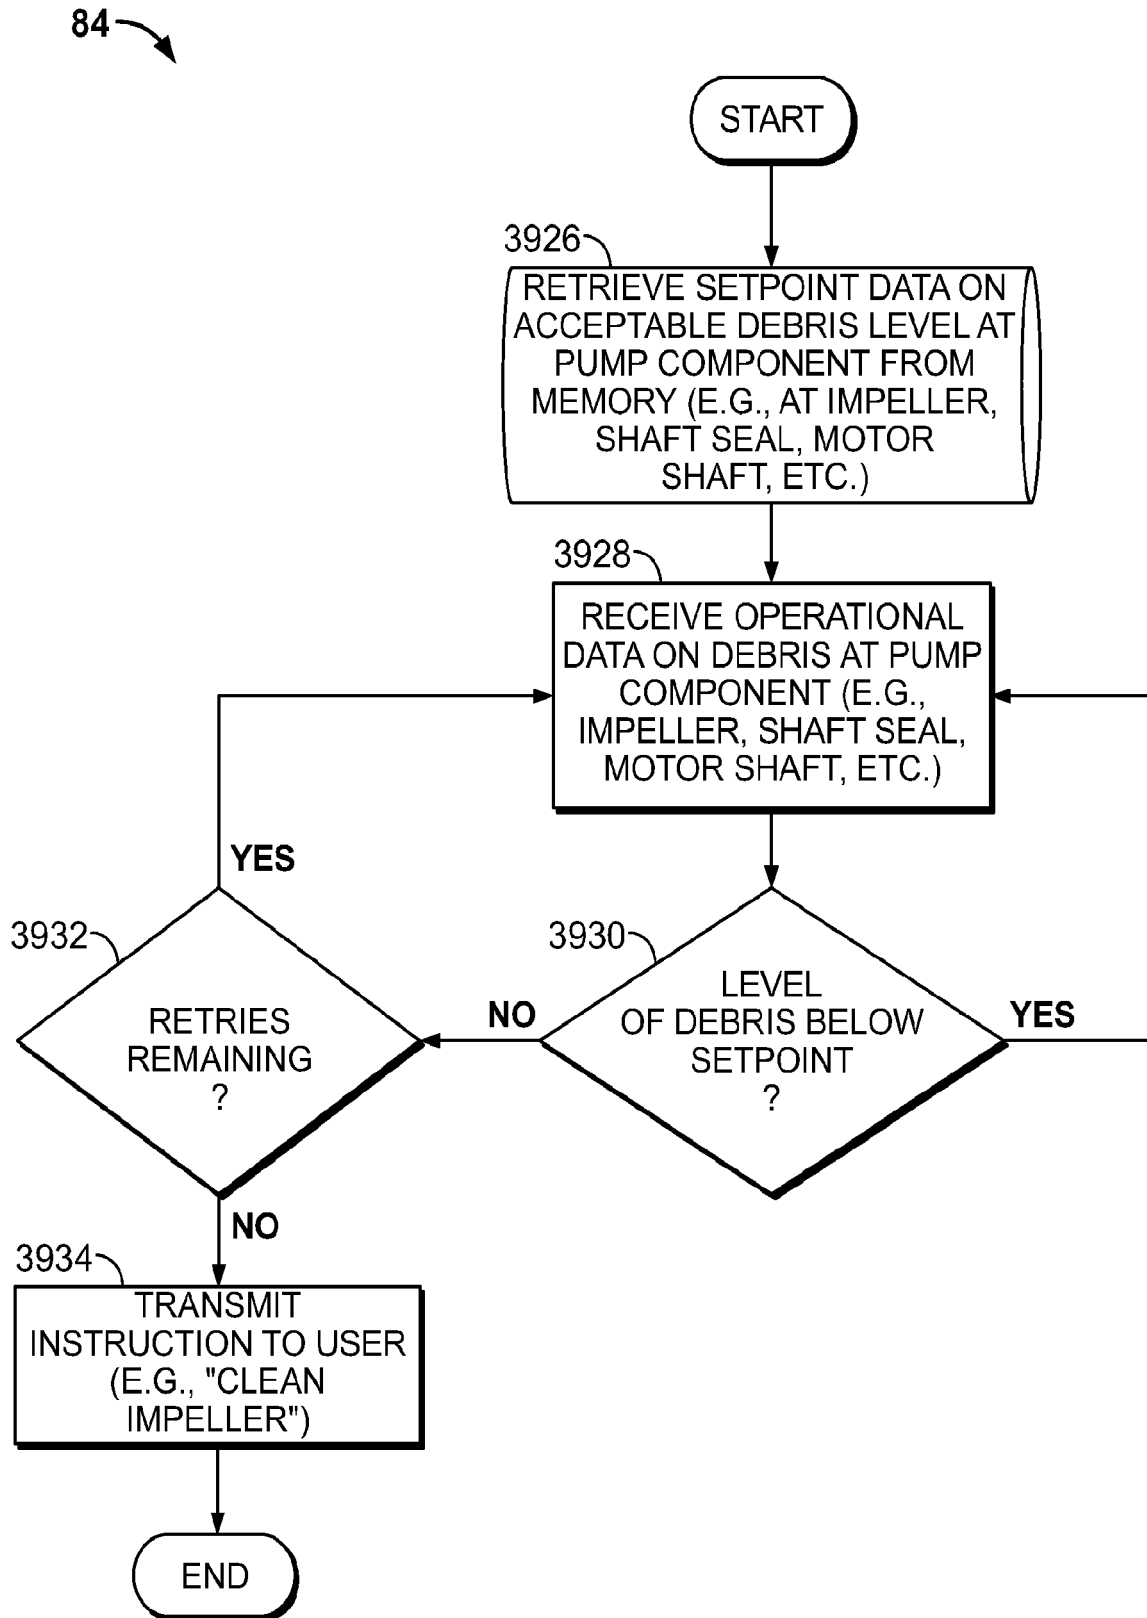 84
START
3926
RETRIEVE SETPOINT DATA ON
ACCEPTABLE DEBRIS LEVEL AT
PUMP COMPONENT FROM
MEMORY (E.G., AT IMPELLER,
SHAFT SEAL, MOTOR
SHAFT, ETC.)
3928
RECEIVE OPERATIONAL
DATA ON DEBRIS AT PUMP
COMPONENT (E.G.,
IMPELLER, SHAFT SEAL,
MOTOR SHAFT, ETC.)
3930
LEVEL
OF DEBRIS BELOW
SETPOINT
?
YES
NO
3932
RETRIES
REMAINING
?
YES
NO
3934
TRANSMIT
INSTRUCTION TO USER
(E.G., "CLEAN
IMPELLER")
END